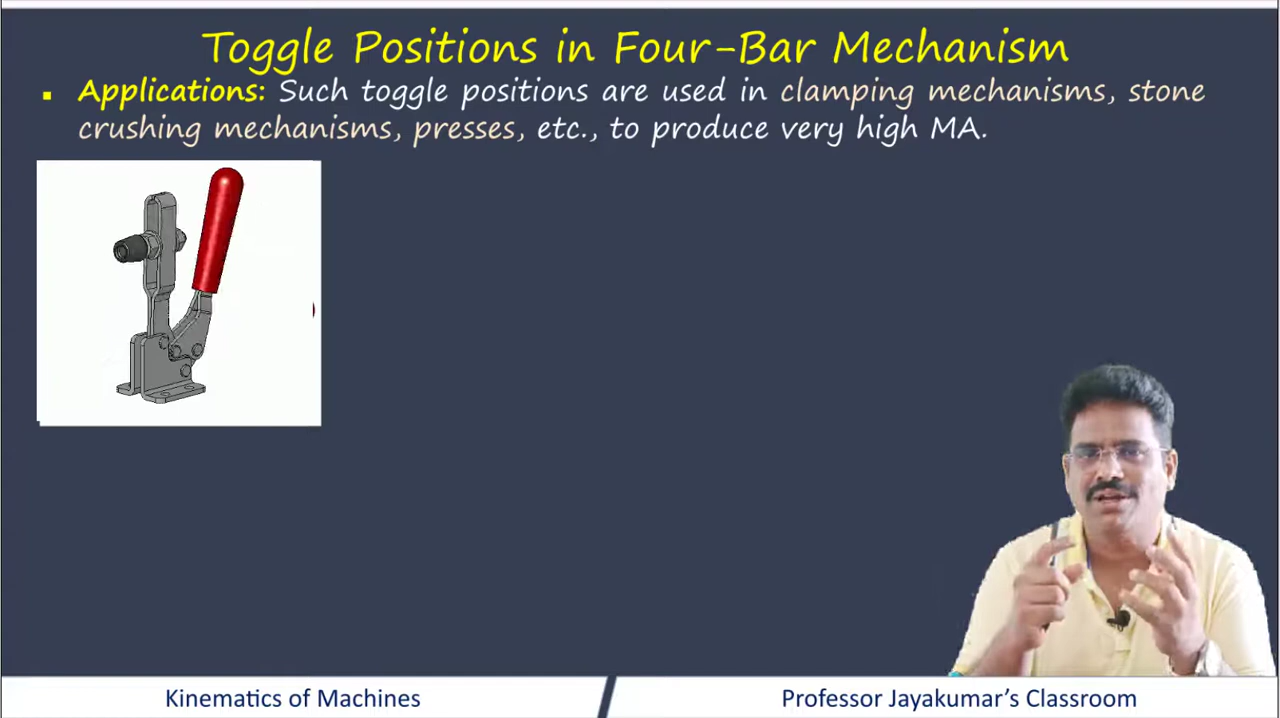 Toggle Positions in Four-Bar Mechanism
▪ Applications: Such toggle positions are used in clamping mechanisms, stone
crushing mechanisms, presses, etc., to produce very high MA.
Kinematics of Machines
Professor Jayakumar's Classroom